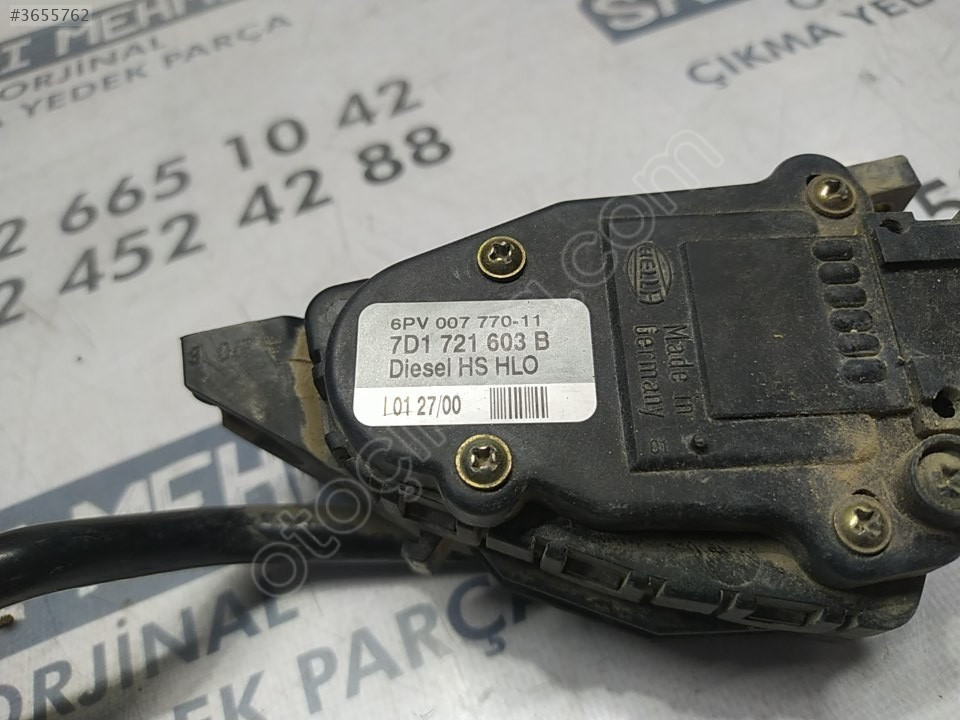 #3655762
ORJİNAL
YEDEK PARÇA
2 665 10 42
2 452 42 88
ÇIKMA YEDEK
HELLA
Made in
Germany
6PV 007 770-11
7D1 721 603 B
Diesel HS HLO
L01 27/00
01
MEHM
ORJİNAL
YEDEK PARÇA
otocikma.com